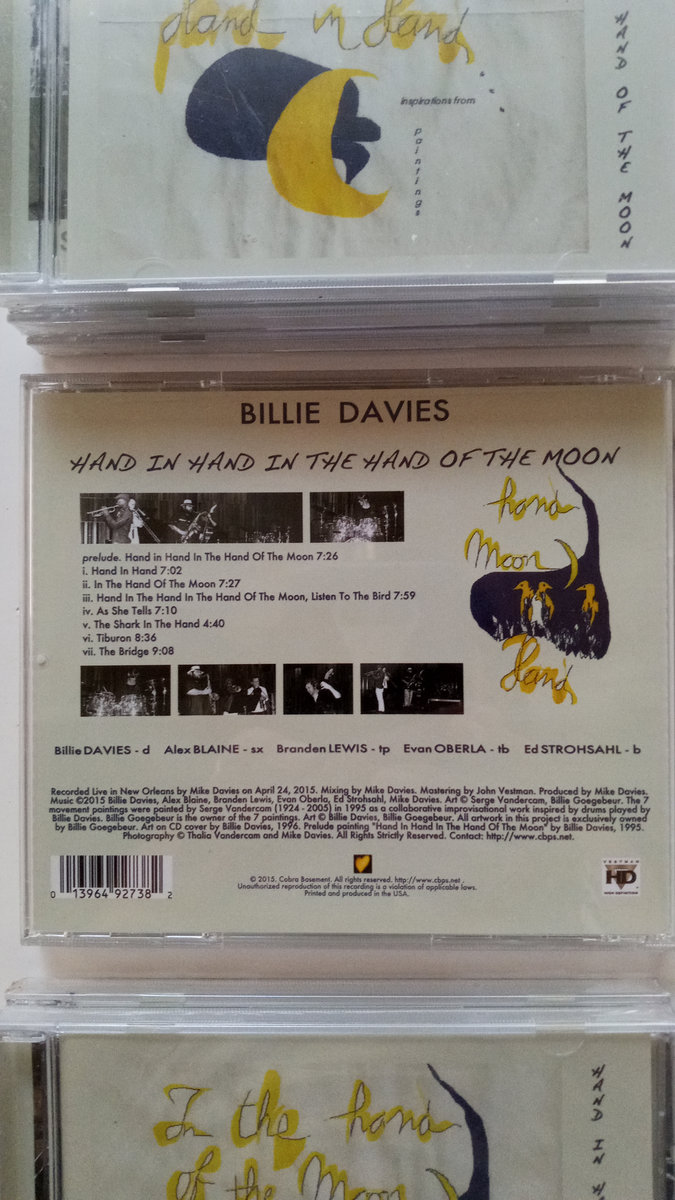 Hand in Hand
inspirations from
paintings
HAND OF THE MOON
BILLIE DAVIES
HAND IN HAND IN THE HAND OF THE MOON
hand
Moon
Hand
prelude. Hand in Hand In The Hand Of The Moon 7:26
i. Hand In Hand 7:02
ii. In The Hand Of The Moon 7:27
iii. Hand In The Hand In The Hand Of The Moon, Listen To The Bird 7:59
iv. As She Tells 7:10
v. The Shark In The Hand 4:40
vi. Tiburon 8:36
vii. The Bridge 9:08
Billie DAVIES - d Alex BLAINE - sx Branden LEWIS - tp Evan OBERLA - tb Ed STROHSAHL - b
Recorded Live in New Orleans by Mike Davies on April 24, 2015. Mixing by Mike Davies. Mastering by John Vestman. Produced by Mike Davies.
Music ©2015 Billie Davies, Alex Blaine, Branden Lewis, Evan Oberla, Ed Strohsahl, Mike Davies. Art © Serge Vandercam, Billie Goegebeur. The 7
movement paintings were painted by Serge Vandercam (1924 - 2005) in 1995 as a collaborative improvisational work inspired by drums played by
Billie Davies. Billie Goegebeur is the owner of the 7 paintings. Art © Billie Davies, Billie Goegebeur. All artwork in this project is exclusively owned
by Billie Goegebeur. Art on CD cover by Billie Davies, 1996. Prelude painting "Hand In Hand In The Hand Of The Moon" by Billie Davies, 1995.
Photography © Thalia Vandercam and Mike Davies. All Rights Strictly Reserved. Contact: http://www.cbps.net.
0 13964 92738 2
© 2015. Cobra Basement. All rights reserved. http://www.cbps.net .
Unauthorized reproduction of this recording is a violation of applicable laws.
Printed and produced in the USA.
VESTMAN
HD
HIGH DEFINITION
In the hand
of the Moon
HAND IN H